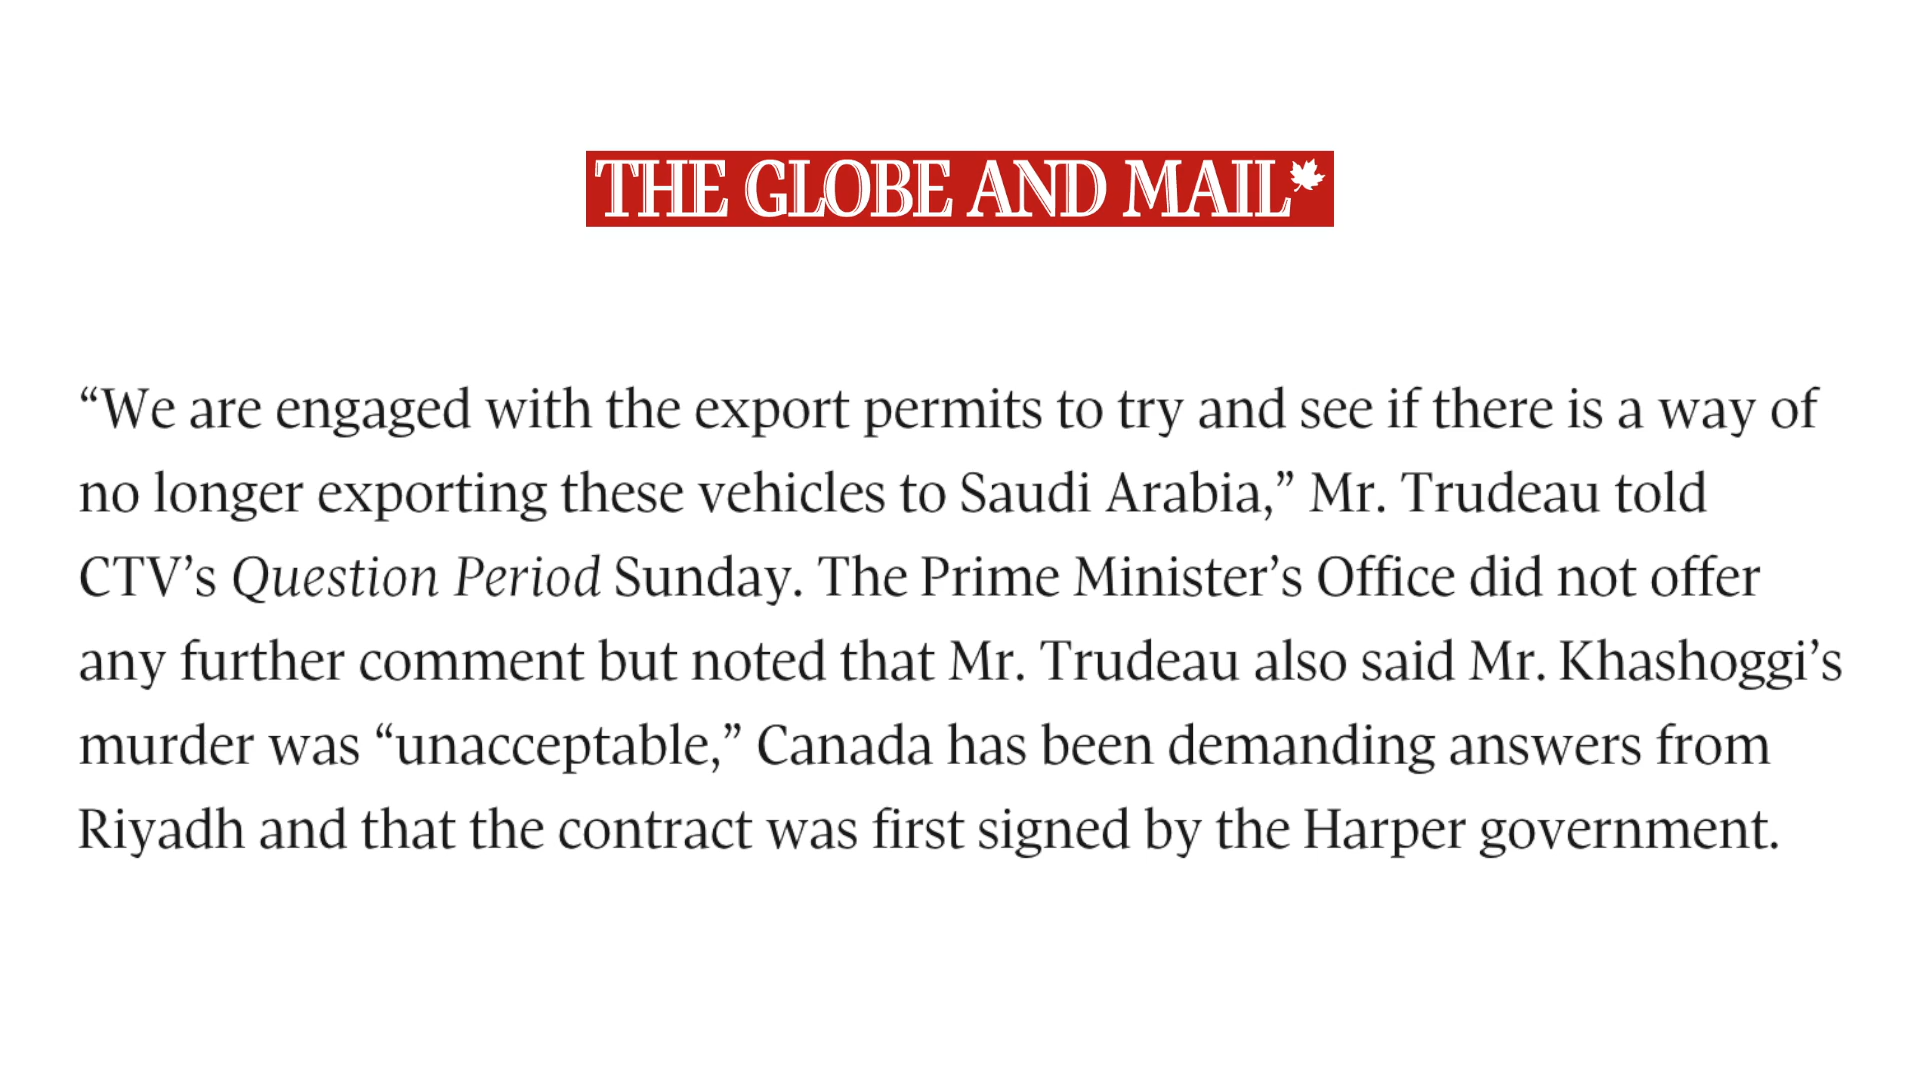 THE GLOBE AND MAIL
“We are engaged with the export permits to try and see if there is a way of
no longer exporting these vehicles to Saudi Arabia,” Mr. Trudeau told
CTV’s Question Period Sunday. The Prime Minister’s Office did not offer
any further comment but noted that Mr. Trudeau also said Mr. Khashoggi’s
murder was “unacceptable,” Canada has been demanding answers from
Riyadh and that the contract was first signed by the Harper government.